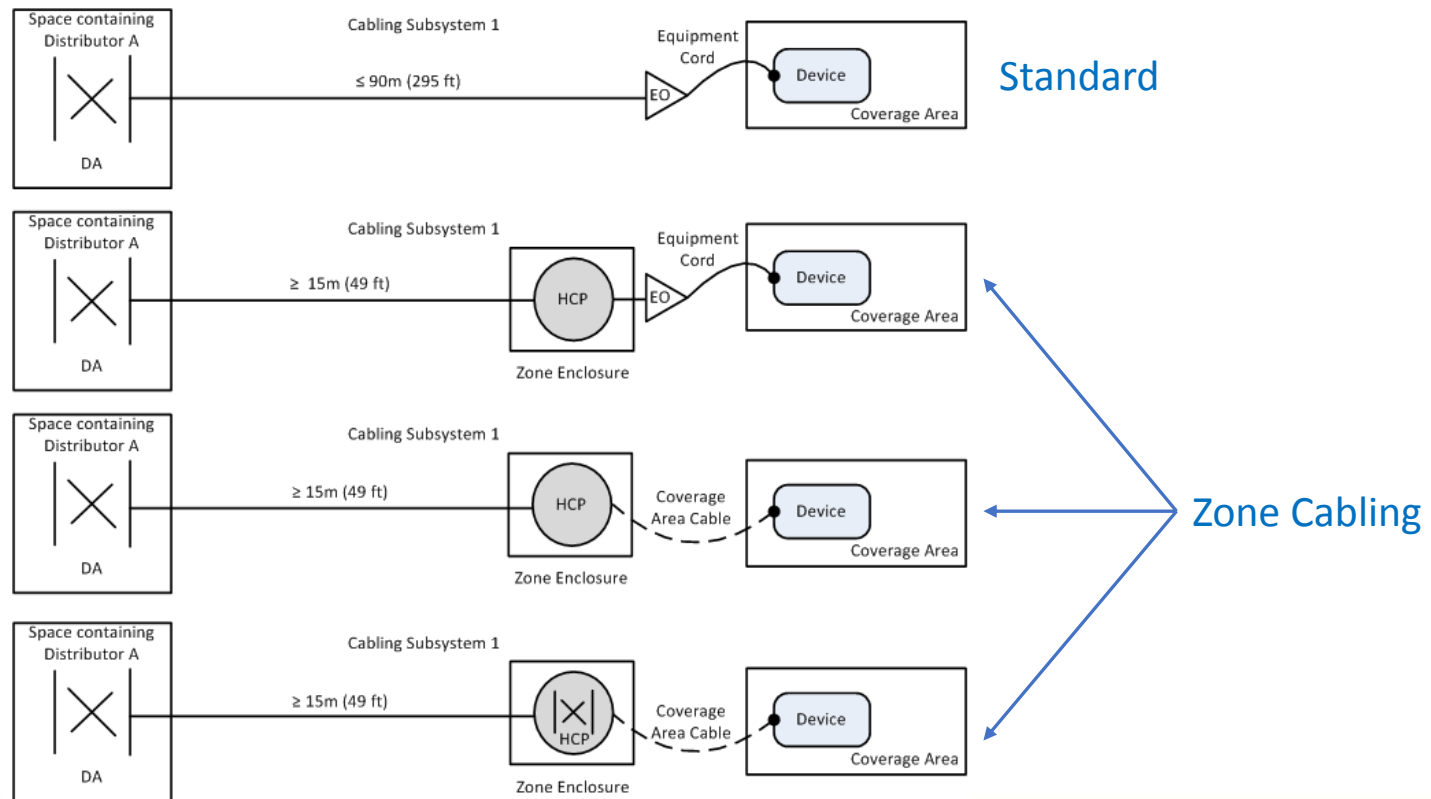 Space containing
Distributor A
DA
Cabling Subsystem 1
≤ 90m (295 ft)
EO
Equipment
Cord
Device
Coverage Area
Standard
Space containing
Distributor A
DA
Cabling Subsystem 1
≥ 15m (49 ft)
HCP
Zone Enclosure
EO
Equipment
Cord
Device
Coverage Area
Space containing
Distributor A
DA
Cabling Subsystem 1
≥ 15m (49 ft)
HCP
Zone Enclosure
Coverage
Area Cable
Device
Coverage Area
Zone Cabling
Space containing
Distributor A
DA
Cabling Subsystem 1
≥ 15m (49 ft)
HCP
Zone Enclosure
Coverage
Area Cable
Device
Coverage Area